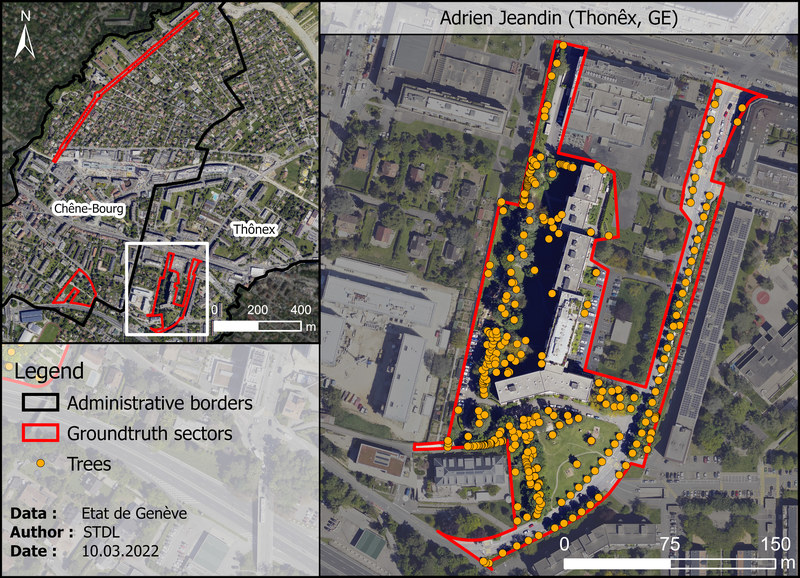 Adrien Jeandin (Thonêx, GE)
N
Chêne-Bourg
Thônex
0 200 400
m
Legend
Administrative borders
Groundtruth sectors
Trees
Data : Etat de Genève
Author : STDL
Date : 10.03.2022
0 75 150
m